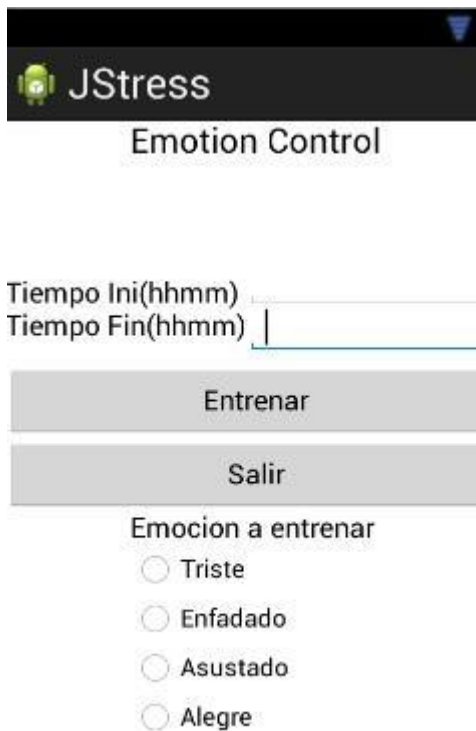 JStress
Emotion Control
Tiempo Ini(hhmm)
Tiempo Fin(hhmm)
Entrenar
Salir
Emocion a entrenar
Triste
Enfadado
Asustado
Alegre